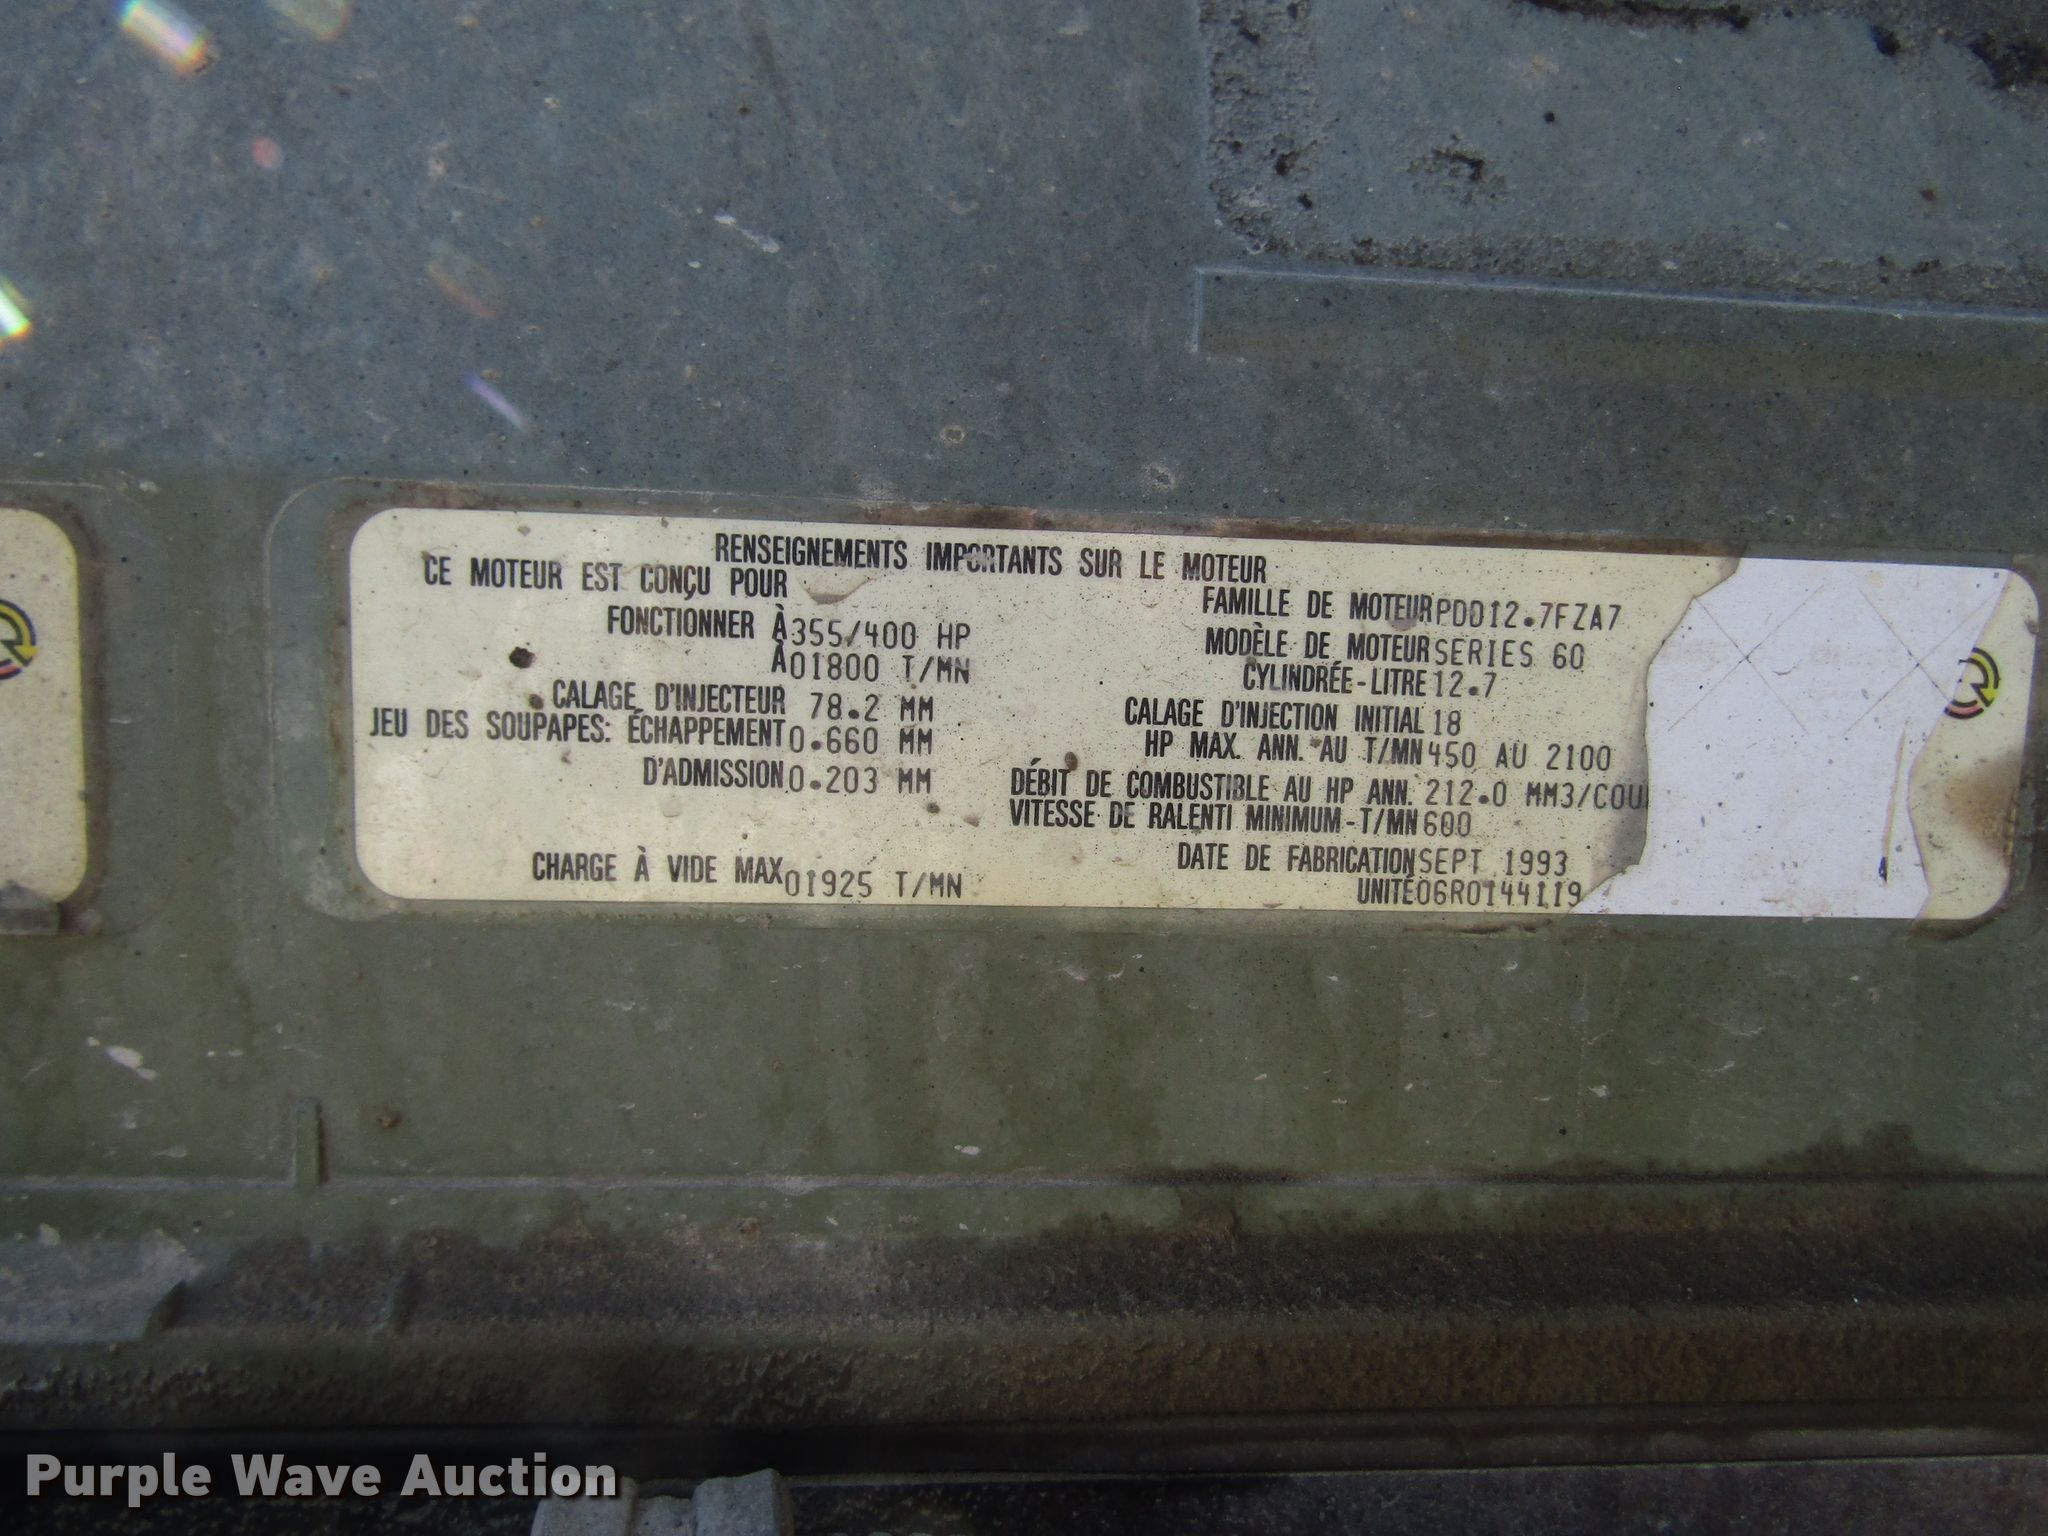 RENSEIGNEMENTS IMPORTANTS SUR LE MOTEUR
CE MOTEUR EST CONÇU POUR
FONCTIONNER À 355/400 HP
À 01800 T/MN
CALAGE D'INJECTEUR 78.2 MM
JEU DES SOUPAPES: ÉCHAPPEMENT 0.660 MM
D'ADMISSION 0.203 MM
CHARGE À VIDE MAX 01925 T/MN
FAMILLE DE MOTEUR PDD12.7FZA7
MODÈLE DE MOTEUR SERIES 60
CYLINDRÉE-LITRE 12.7
CALAGE D'INJECTION INITIAL 18
HP MAX. ANN. AU T/MN 450 AU 2100
DÉBIT DE COMBUSTIBLE AU HP ANN. 212.0 MM3/COU
VITESSE DE RALENTI MINIMUM-T/MN 600
DATE DE FABRICATION SEPT 1993
UNITÉ 06R0144119
Purple Wave Auction